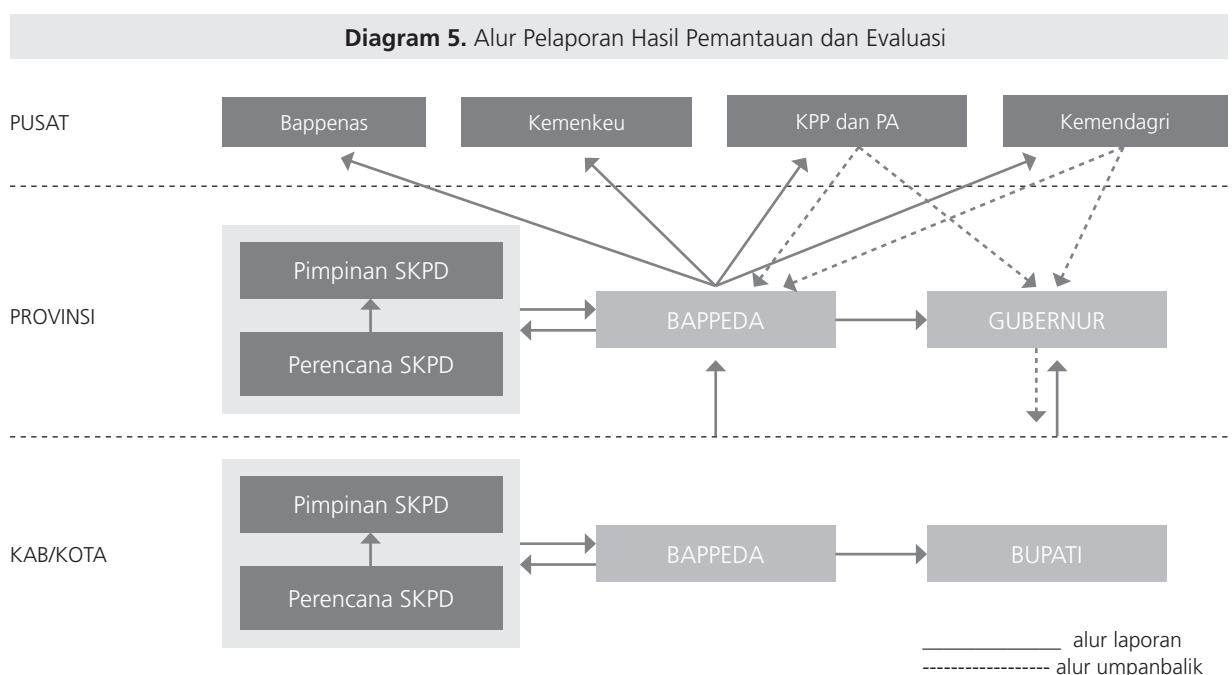 Diagram 5. Alur Pelaporan Hasil Pemantauan dan Evaluasi
PUSAT
Bappenas
Kemenkeu
KPP dan PA
Kemendagri
PROVINSI
Pimpinan SKPD
Perencana SKPD
BAPPEDA
GUBERNUR
KAB/KOTA
Pimpinan SKPD
Perencana SKPD
BAPPEDA
BUPATI
alur laporan
alur umpanbalik